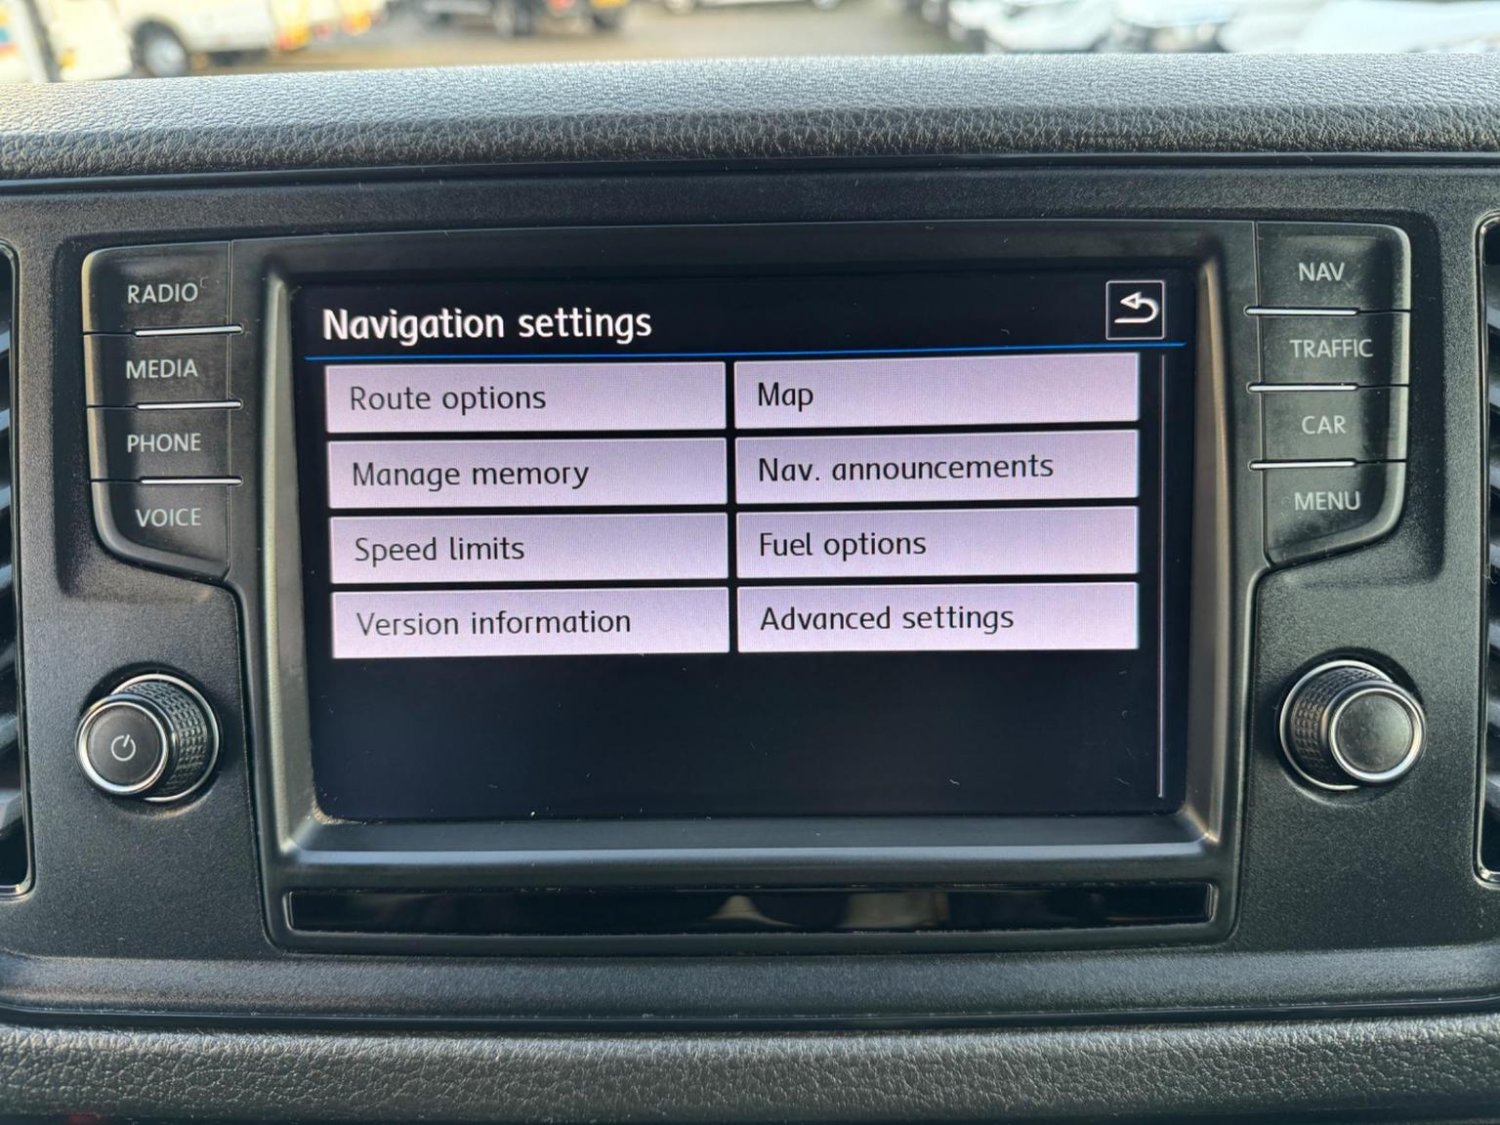 Navigation settings
Route options
Map
Manage memory
Nav. announcements
Speed limits
Fuel options
Version information
Advanced settings
RADIO
MEDIA
PHONE
VOICE
NAV
TRAFFIC
CAR
MENU